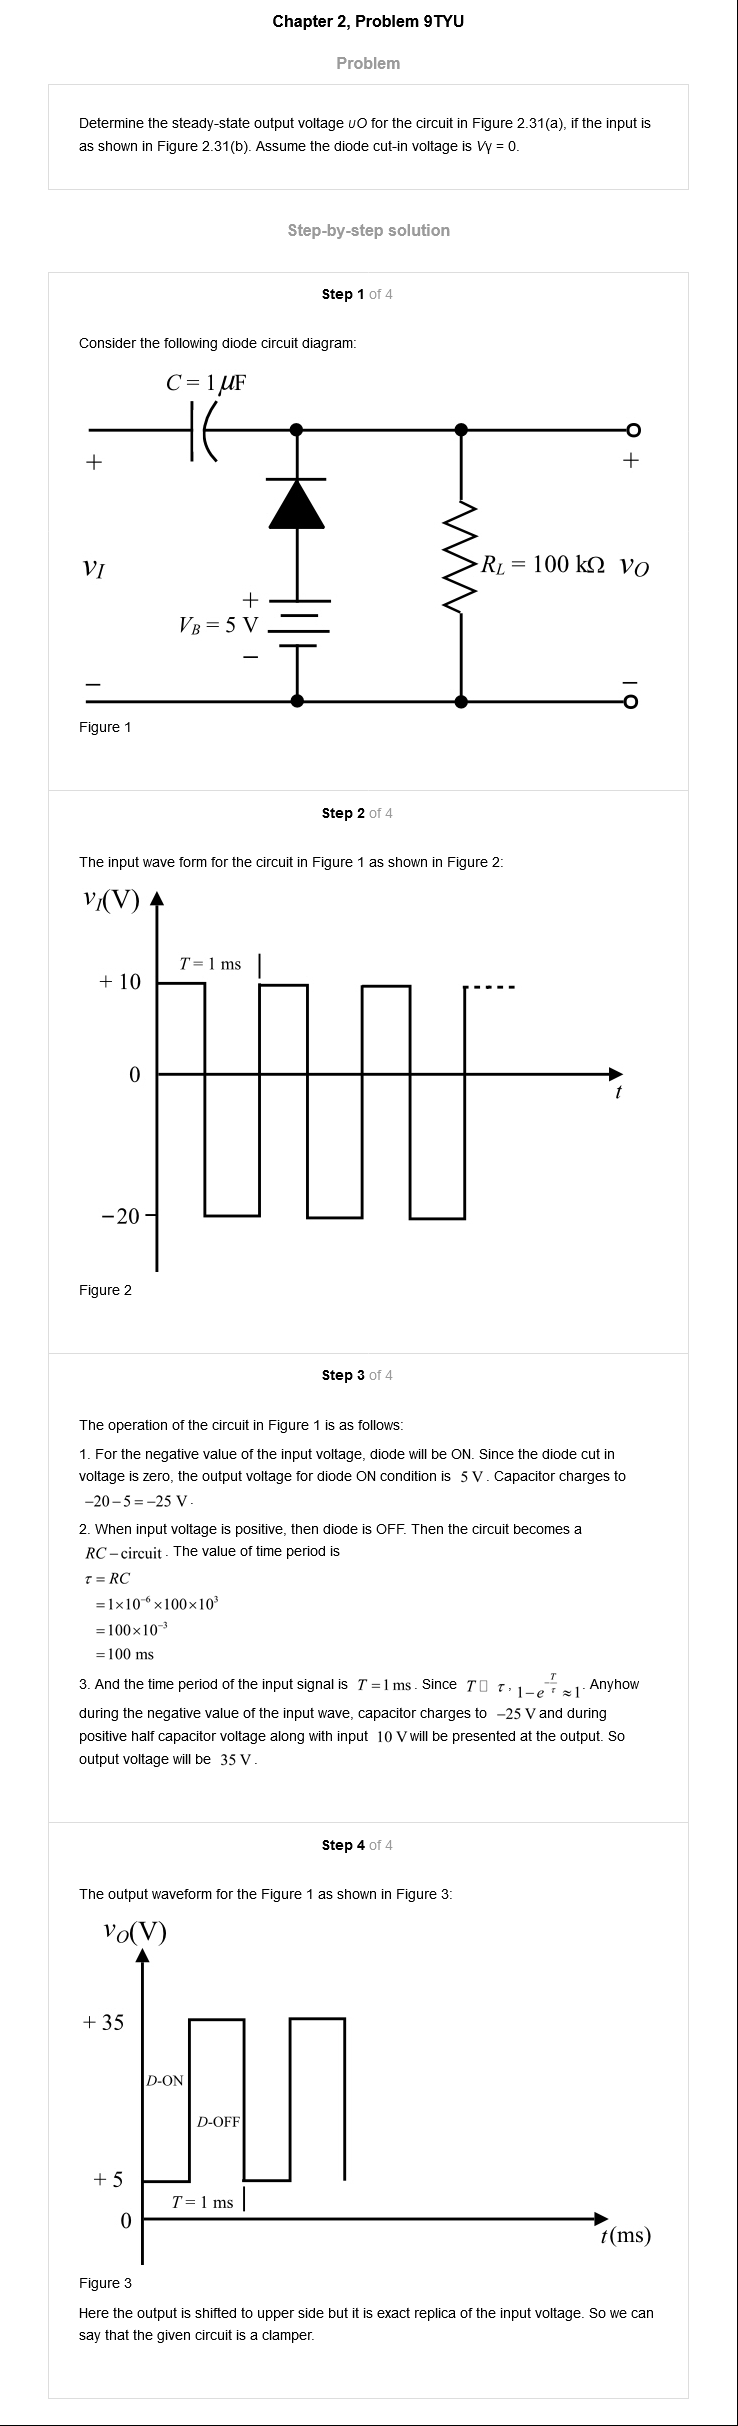 Chapter 2, Problem 9TYU
Problem
Determine the steady-state output voltage υO for the circuit in Figure 2.31(a), if the input is
as shown in Figure 2.31(b). Assume the diode cut-in voltage is Vγ = 0.
Step-by-step solution
Step 1 of 4
Consider the following diode circuit diagram:
C = 1 μF
+
+
v_I
R_L = 100 kΩ v_O
+
V_B = 5 V
−
−
−
Figure 1
Step 2 of 4
The input wave form for the circuit in Figure 1 as shown in Figure 2:
v_I(V)
T = 1 ms
+ 10
0
t
−20
Figure 2
Step 3 of 4
The operation of the circuit in Figure 1 is as follows:
1. For the negative value of the input voltage, diode will be ON. Since the diode cut in
voltage is zero, the output voltage for diode ON condition is 5 V. Capacitor charges to
−20−5=−25 V.
2. When input voltage is positive, then diode is OFF. Then the circuit becomes a
RC−circuit. The value of time period is
τ = RC
=1×10^-6×100×10^3
=100×10^-3
=100 ms
3. And the time period of the input signal is T = 1 ms. Since T □ τ, 1−e^(-T/τ) ≈1. Anyhow
during the negative value of the input wave, capacitor charges to −25 V and during
positive half capacitor voltage along with input 10 V will be presented at the output. So
output voltage will be 35 V.
Step 4 of 4
The output waveform for the Figure 1 as shown in Figure 3:
v_O(V)
+ 35
D-ON
D-OFF
+ 5
T = 1 ms
0
t(ms)
Figure 3
Here the output is shifted to upper side but it is exact replica of the input voltage. So we can
say that the given circuit is a clamper.